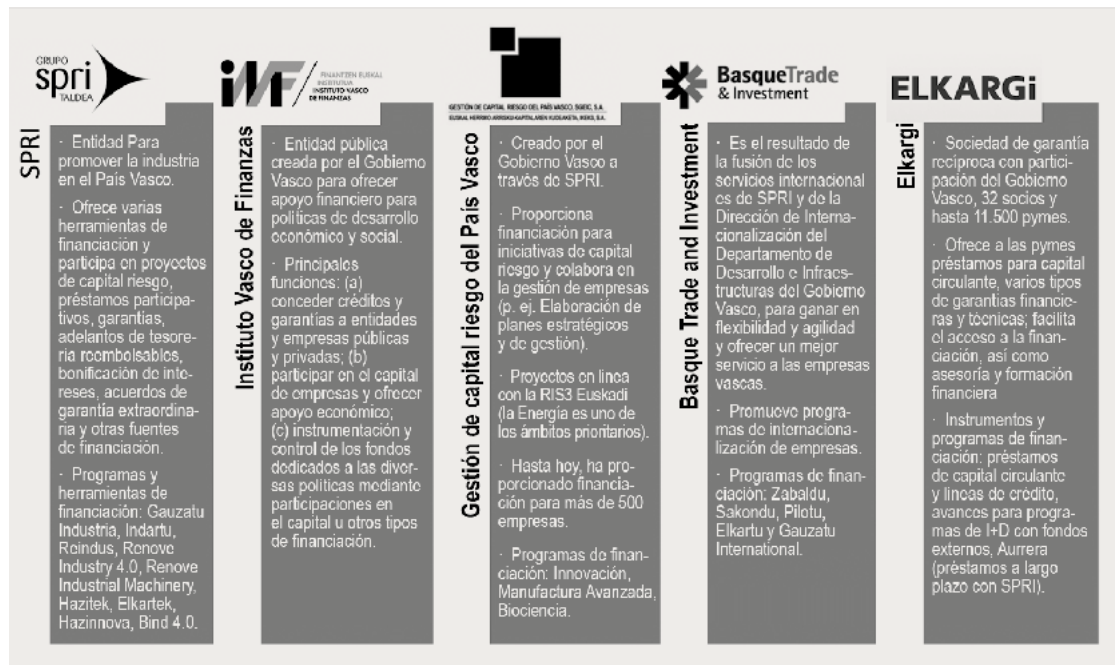 GRUPO
spri
TALDEA
SPRI
· Entidad Para
promover la industria
en el País Vasco.
· Ofrece varias
herramientas de
financiación y
participa en proyectos
de capital riesgo,
préstamos participa-
tivos, garantías,
adelantos de tesore-
ría reembolsables,
bonificación de inte-
reses, acuerdos de
garantía extraordina-
ria y otras fuentes
de financiación.
· Programas y
herramientas de
financiación: Gauzatu
Industria, Indartu,
Reindus, Renove
Industry 4.0, Renove
Industrial Machinery,
Hazitek, Elkartek,
Hazinnova, Bind 4.0.
FINANTZEN EUSKAL
INSTITUTUA
INSTITUTO VASCO
DE FINANZAS
Instituto Vasco de Finanzas
· Entidad pública
creada por el Gobierno
Vasco para ofrecer
apoyo financiero para
políticas de desarrollo
económico y social.
· Principales
funciones: (a)
conceder créditos y
garantías a entidades
y empresas públicas
y privadas; (b)
participar en el capital
de empresas y ofrecer
apoyo económico;
(c) instrumentación y
control de los fondos
dedicados a las diver-
sas políticas mediante
participaciones en
el capital u otros tipos
de financiación.
GESTIÓN DE CAPITAL RIESGO DEL PAÍS VASCO, SGEIC, S.A.
EUSKAL HERRIKO ARRISKU-KAPITALAREN KUDEAKETA, IKEKS, S.A.
Gestión de capital riesgo del País Vasco
· Creado por el
Gobierno Vasco a
través de SPRI.
· Proporciona
financiación para
iniciativas de capital
riesgo y colabora en
la gestión de empresas
(p. ej. Elaboración de
planes estratégicos
y de gestión).
· Proyectos en línea
con la RIS3 Euskadi
(la Energía es uno de
los ámbitos prioritarios).
· Hasta hoy, ha pro-
porcionado financia-
ción para más de 500
empresas.
· Programas de finan-
ciación: Innovación,
Manufactura Avanzada,
Biociencia.
BasqueTrade
& Investment
Basque Trade and Investment
· Es el resultado de
la fusión de los
servicios internacional
es de SPRI y de la
Dirección de Interna-
cionalización del
Departamento de
Desarrollo e Infraes-
tructuras del Gobierno
Vasco, para ganar en
flexibilidad y agilidad
y ofrecer un mejor
servicio a las empresas
vascas.
· Promueve progra-
mas de internaciona-
lización de empresas.
· Programas de finan-
ciación: Zabaldu,
Sakondu, Pilotu,
Elkartu y Gauzatu
International.
ELKARGi
Elkargi
· Sociedad de garantía
recíproca con partici-
pación del Gobierno
Vasco, 32 socios y
hasta 11.500 pymes.
· Ofrece a las pymes
préstamos para capital
circulante, varios tipos
de garantías financie-
ras y técnicas; facilita
el acceso a la finan-
ciación, así como
asesoría y formación
financiera
· Instrumentos y
programas de finan-
ciación: préstamos
de capital circulante
y líneas de crédito,
avances para progra-
mas de I+D con fondos
externos, Aurrera
(préstamos a largo
plazo con SPRI).